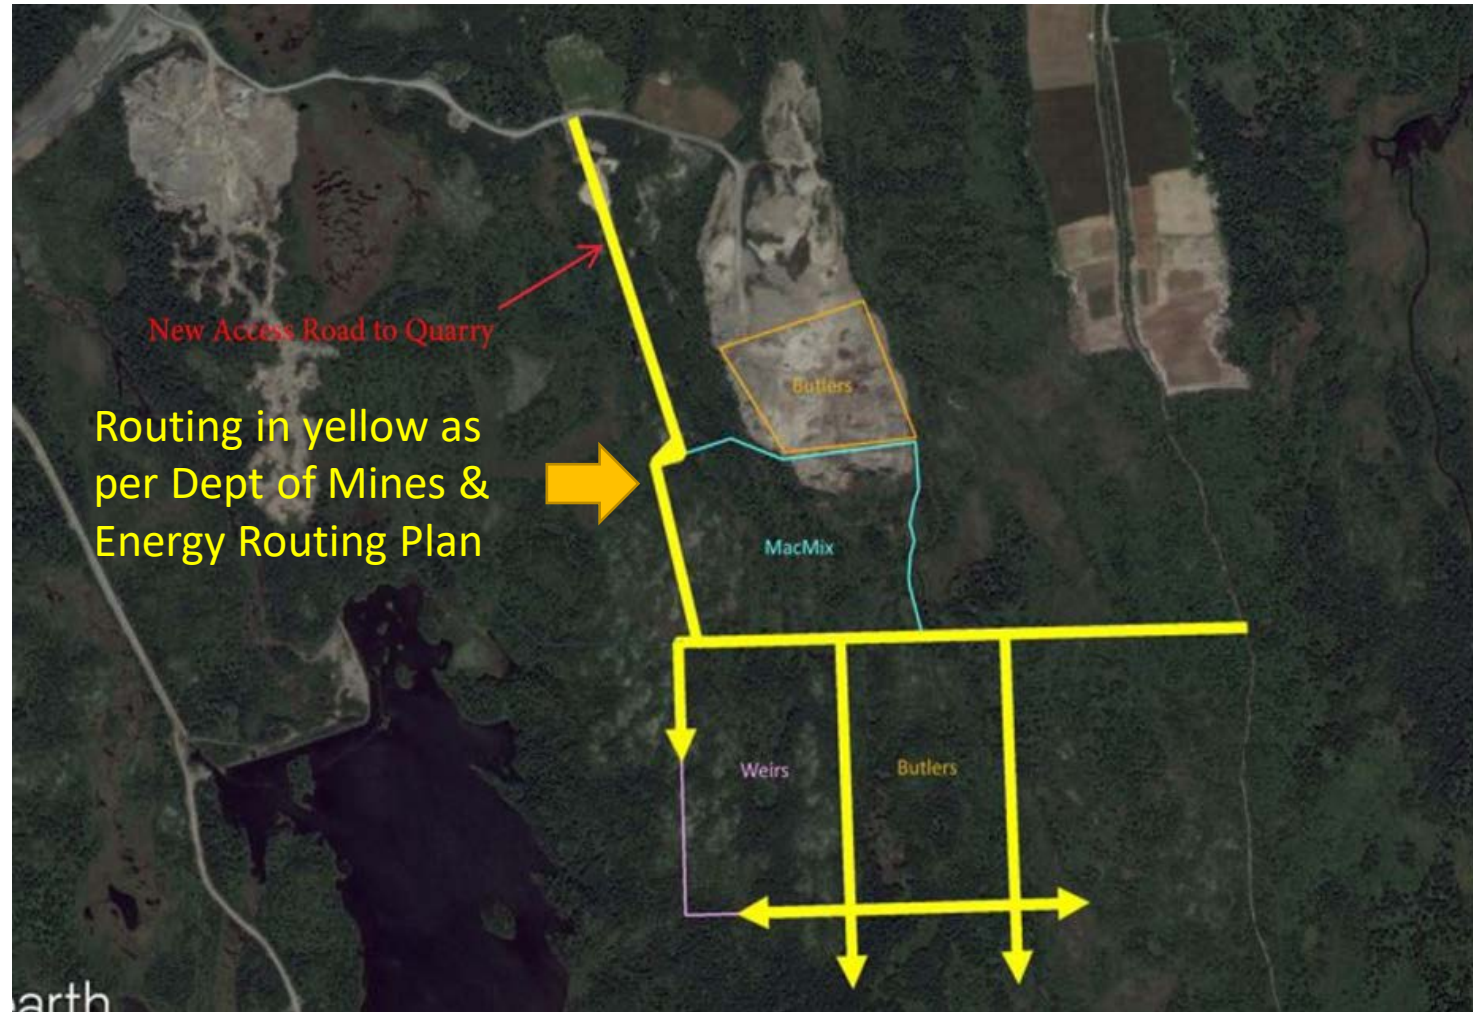 New Access Road to Quarry
Butlers
Routing in yellow as
per Dept of Mines &
Energy Routing Plan
MacMix
Weirs
Butlers
earth